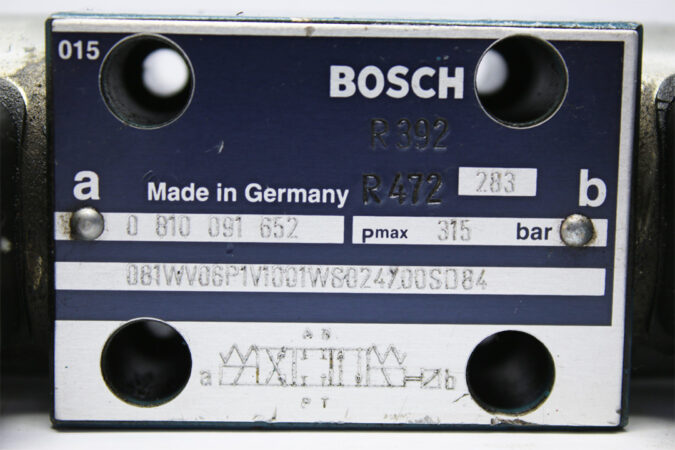 015
BOSCH
R 392
a Made in Germany R 472 283 b
0 810 091 652 pmax 315 bar
081WV06P1V1001WS024/00SD84
A B
a b
P T